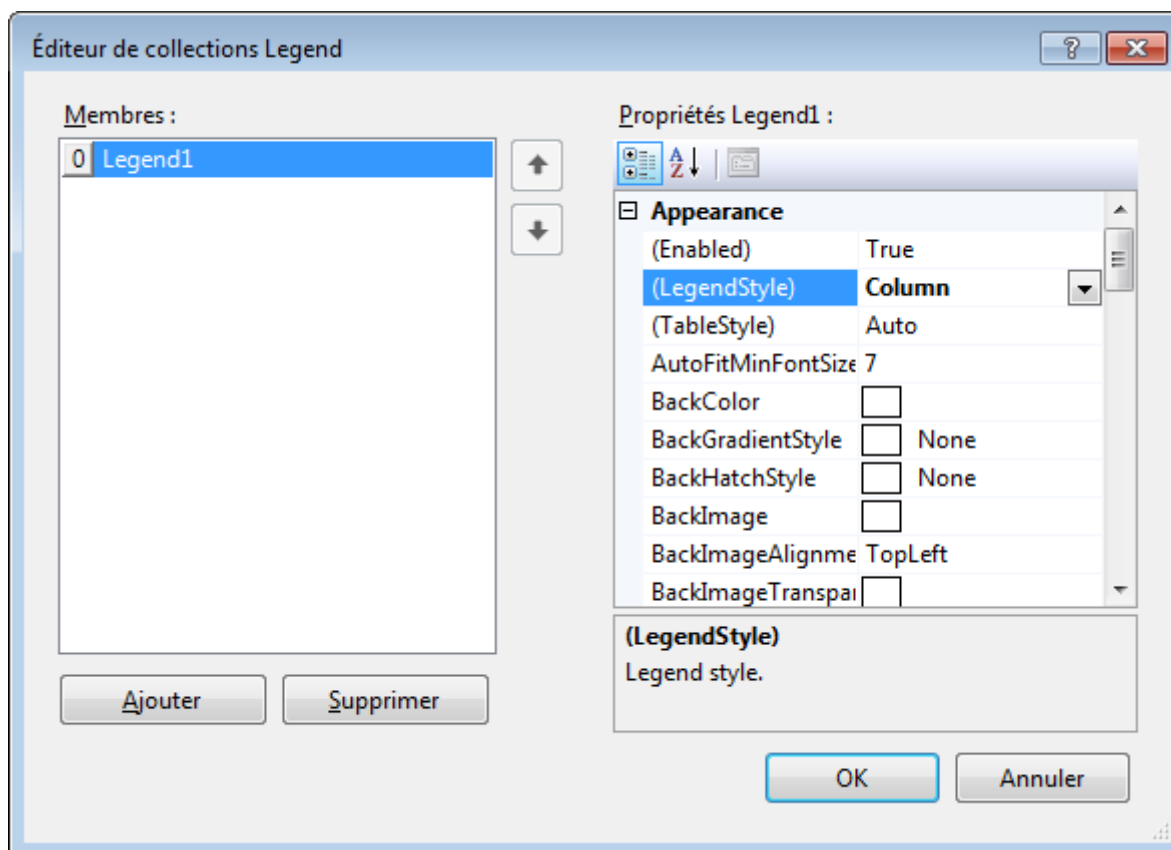 Éditeur de collections Legend
Membres :
0 Legend1
Ajouter
Supprimer
Propriétés Legend1 :
Appearance
(Enabled) True
(LegendStyle) Column
(TableStyle) Auto
AutoFitMinFontSize 7
BackColor
BackGradientStyle None
BackHatchStyle None
BackImage
BackImageAlignme TopLeft
BackImageTranspar
(LegendStyle)
Legend style.
OK
Annuler